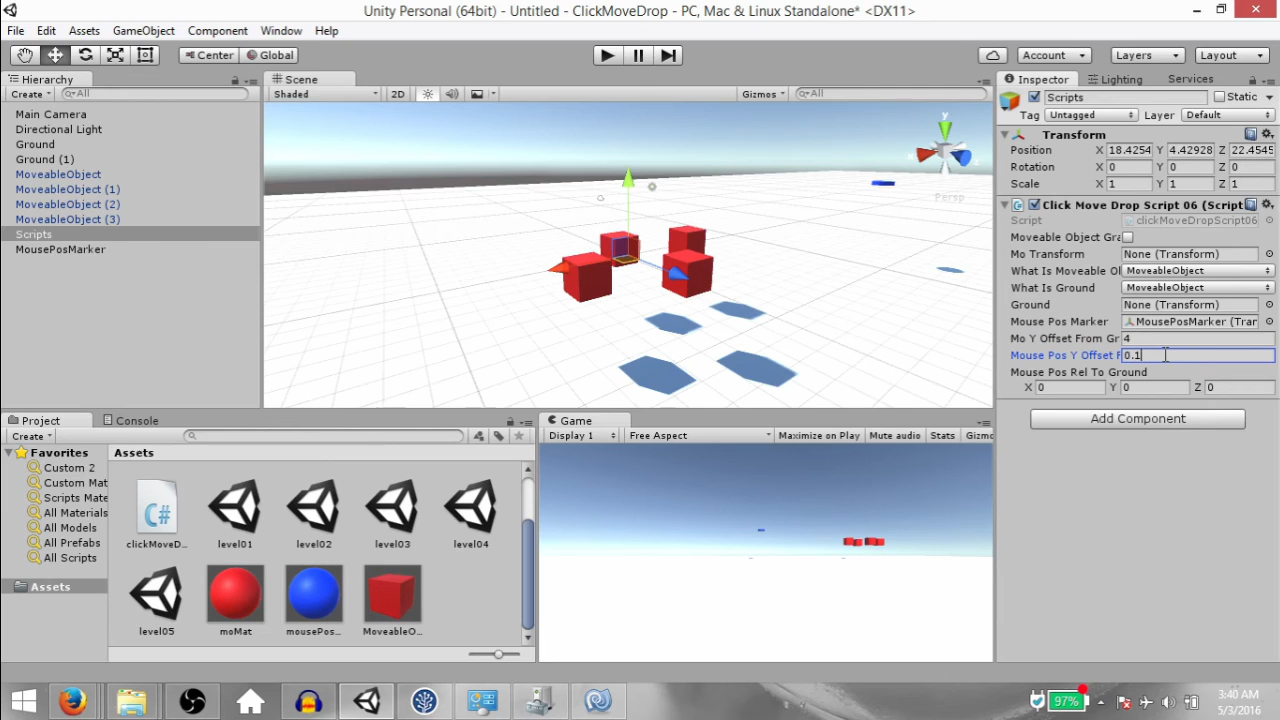 Unity Personal (64bit) - Untitled - ClickMoveDrop - PC, Mac & Linux Standalone* <DX11>
File Edit Assets GameObject Component Window Help
Center Global Account Layers Layout
Hierarchy
Create All
Main Camera
Directional Light
Ground
Ground (1)
MoveableObject
MoveableObject (1)
MoveableObject (2)
MoveableObject (3)
Scripts
MousePosMarker
Scene
Shaded 2D Gizmos All
y
Persp
Inspector Lighting Services
Scripts Static
Tag Untagged Layer Default
Transform
Position X 18.4254 Y 4.42928 Z 22.4545
Rotation X 0 Y 0 Z 0
Scale X 1 Y 1 Z 1
Click Move Drop Script 06 (Script
Script clickMoveDropScript06
Moveable Object Gra
Mo Transform None (Transform)
What Is Moveable Ol MoveableObject
What Is Ground MoveableObject
Ground None (Transform)
Mouse Pos Marker MousePosMarker (Tran
Mo Y Offset From Gr 4
Mouse Pos Y Offset F 0.1
Mouse Pos Rel To Ground
X 0 Y 0 Z 0
Add Component
Project Console
Create
Favorites
Custom 2
Custom Mat
Scripts Mate
All Materials
All Models
All Prefabs
All Scripts
Assets
Assets
C#
clickMoveD... level01 level02 level03 level04
level05 moMat mousePos... MoveableO...
Game
Display 1 Free Aspect Maximize on Play Mute audio Stats Gizmo
97%
3:40 AM
5/3/2016